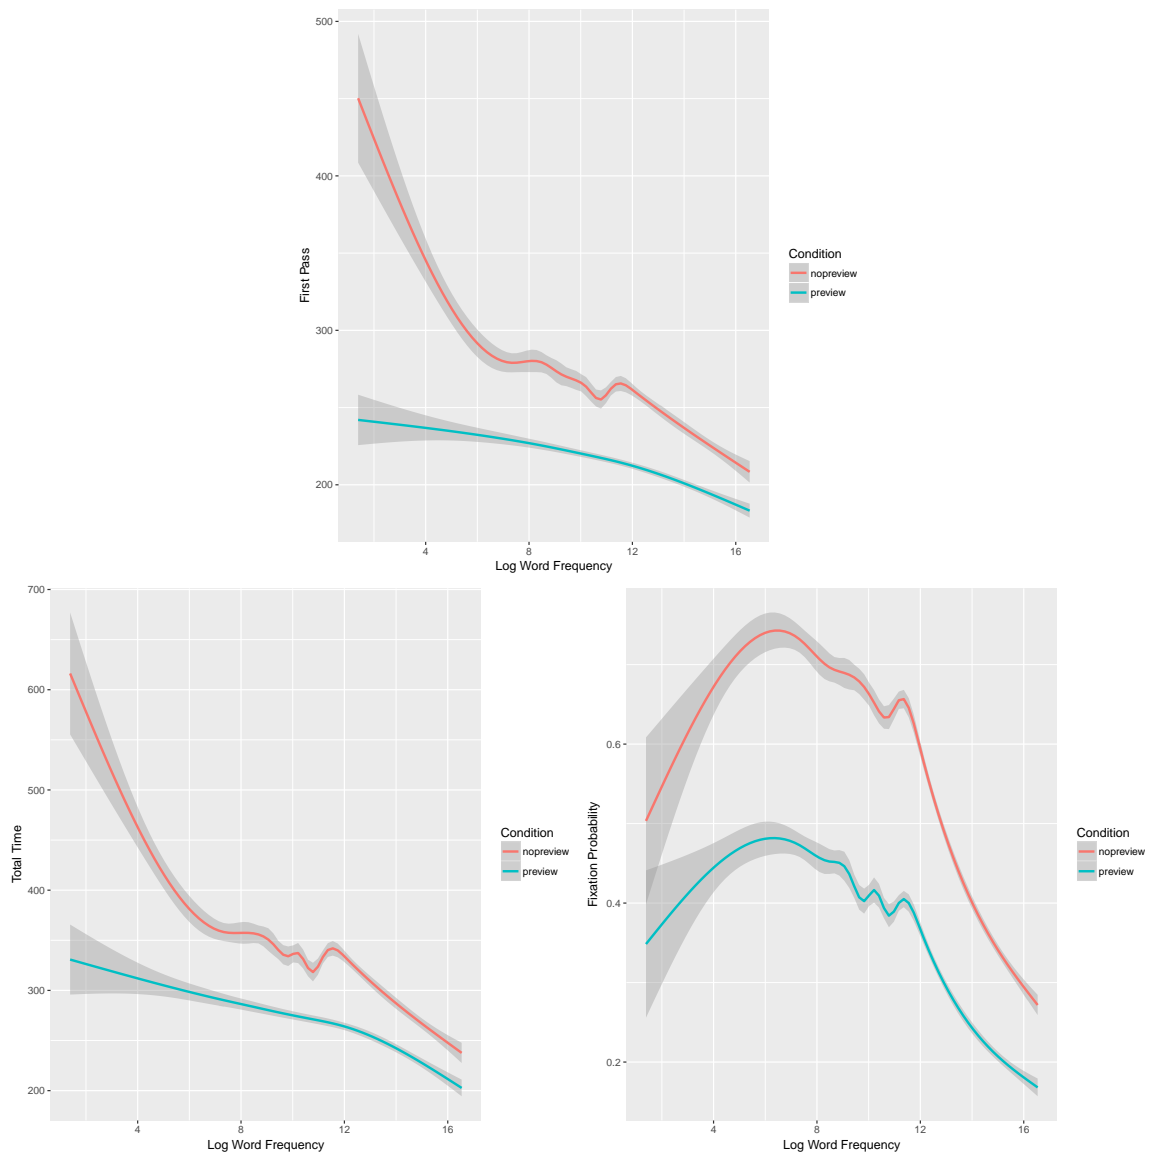 500
400
300
200
First Pass
4 8 12 16
Log Word Frequency
Condition
nopreview
preview
700
600
500
400
300
200
Total Time
4 8 12 16
Log Word Frequency
Condition
nopreview
preview
0.6
0.4
0.2
Fixation Probability
4 8 12 16
Log Word Frequency
Condition
nopreview
preview